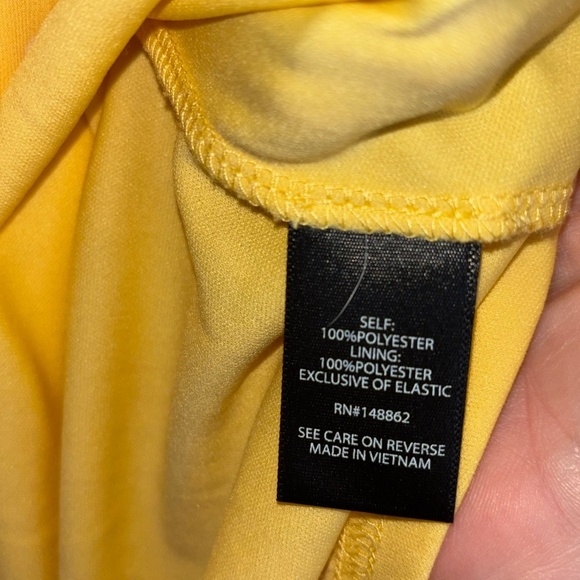 SELF:
100%POLYESTER
LINING:
100%POLYESTER
EXCLUSIVE OF ELASTIC
RN#148862
SEE CARE ON REVERSE
MADE IN VIETNAM